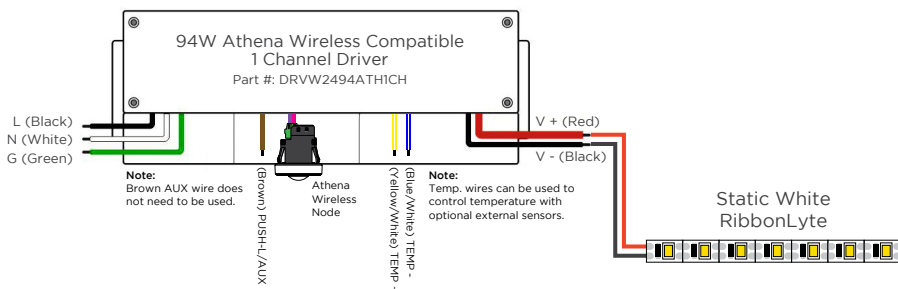 94W Athena Wireless Compatible
1 Channel Driver
Part #: DRVW2494ATH1CH
L (Black)
N (White)
G (Green)
V + (Red)
V - (Black)
Note:
Brown AUX wire does
not need to be used.
(Brown) PUSH-L/AUX
Athena
Wireless
Node
(Yellow/White) TEMP -
(Blue/White) TEMP -
Note:
Temp. wires can be used to
control temperature with
optional external sensors.
Static White
RibbonLyte